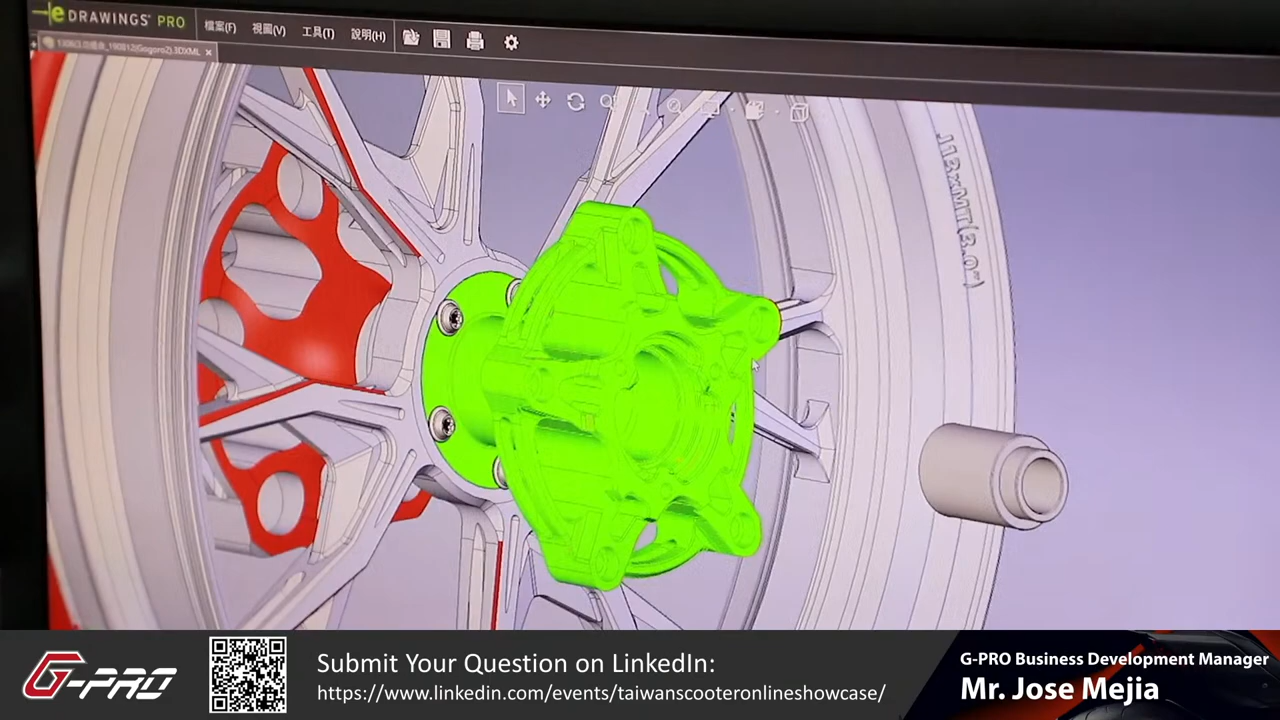 eDRAWINGS® PRO
檔案(F) 視圖(V) 工具(T) 說明(H)
J12xMT(3.0")
G-PRO
Submit Your Question on LinkedIn:
https://www.linkedin.com/events/taiwanscooteronlineshowcase/
G-PRO Business Development Manager
Mr. Jose Mejia